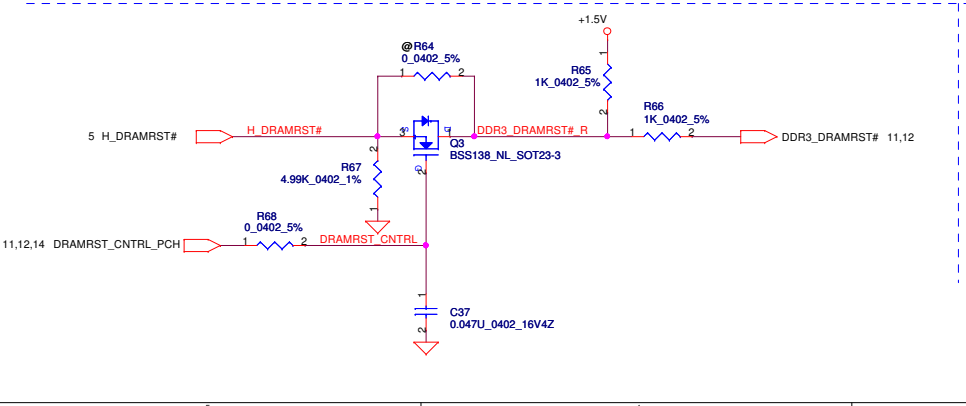 +1.5V
@R64
0_0402_5%
1 2
1
R65
1K_0402_5%
2
R66
1K_0402_5%
5 H_DRAMRST#
H_DRAMRST#
3
S
D
1
DDR3_DRAMRST#_R
1 2
DDR3_DRAMRST# 11,12
Q3
BSS138_NL_SOT23-3
G
2
2
R67
4.99K_0402_1%
1
R68
0_0402_5%
11,12,14 DRAMRST_CNTRL_PCH
1 2
DRAMRST_CNTRL
1
C37
0.047U_0402_16V4Z
2